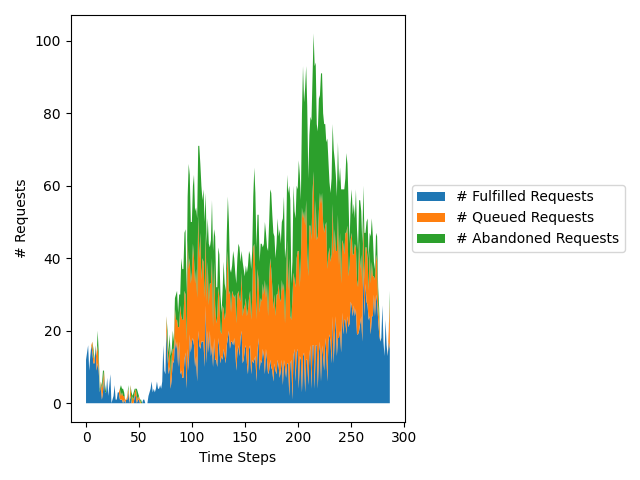 100
80
60
40
20
0
# Requests
0 50 100 150 200 250 300
Time Steps
# Fulfilled Requests
# Queued Requests
# Abandoned Requests